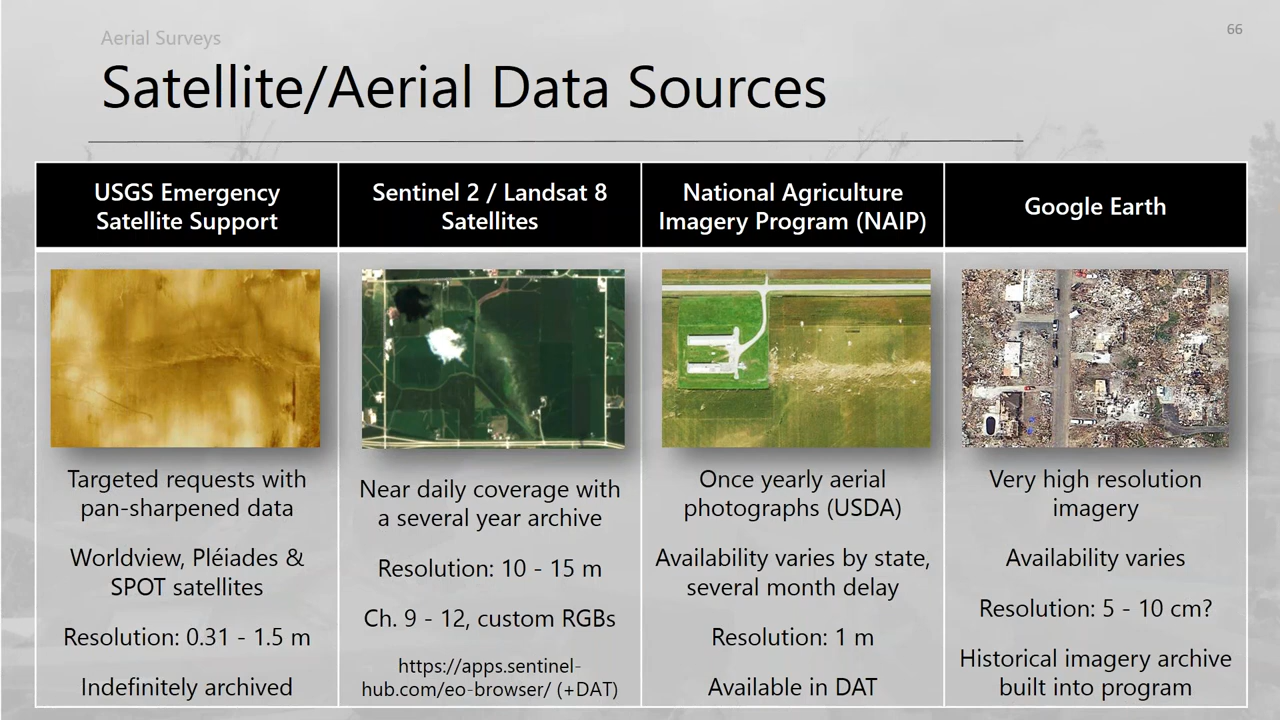 Aerial Surveys
66
Satellite/Aerial Data Sources
USGS Emergency
Satellite Support
Targeted requests with
pan-sharpened data
Worldview, Pléiades &
SPOT satellites
Resolution: 0.31 - 1.5 m
Indefinitely archived
Sentinel 2 / Landsat 8
Satellites
Near daily coverage with
a several year archive
Resolution: 10 - 15 m
Ch. 9 - 12, custom RGBs
https://apps.sentinel-
hub.com/eo-browser/ (+DAT)
National Agriculture
Imagery Program (NAIP)
Once yearly aerial
photographs (USDA)
Availability varies by state,
several month delay
Resolution: 1 m
Available in DAT
Google Earth
Very high resolution
imagery
Availability varies
Resolution: 5 - 10 cm?
Historical imagery archive
built into program